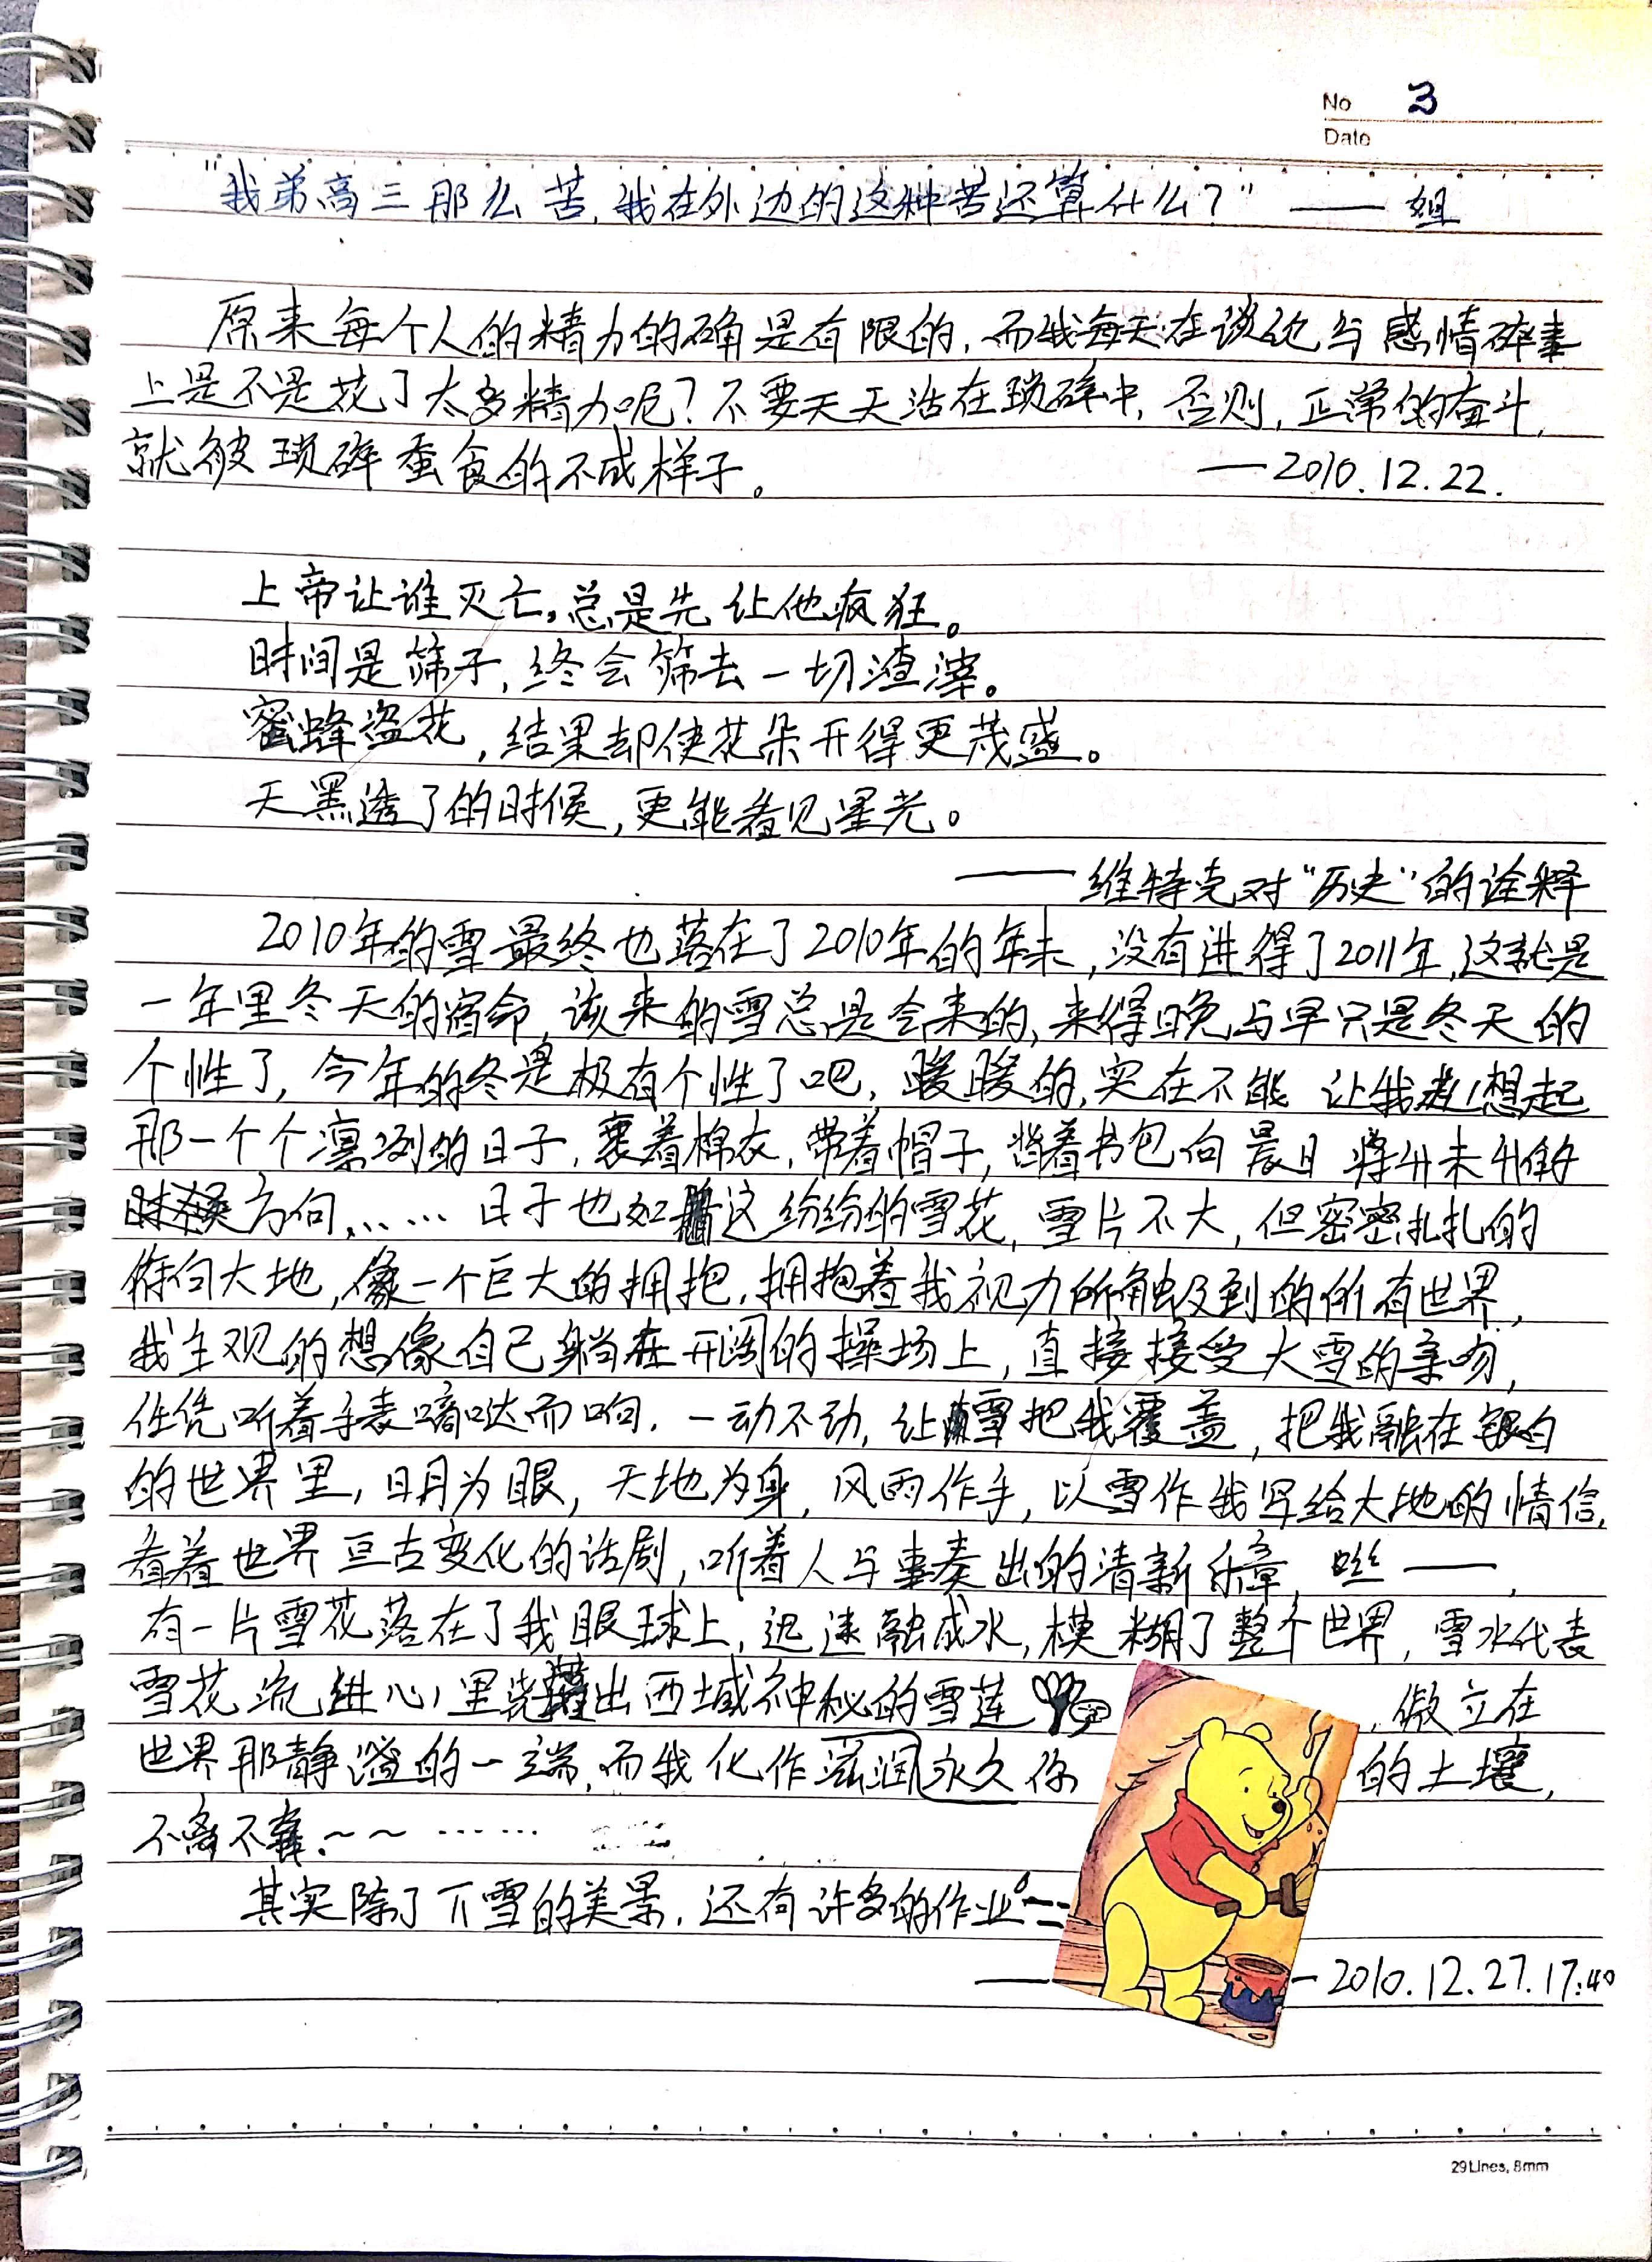 No 3
Date
"我弟高三那么苦,我在外边的这种苦还算什么?" —— 姐
原来每个人的精力的确是有限的,而我每天在谈论与感情碎事
上是不是花了太多精力呢?不要天天活在琐碎中,否则,正常的奋斗,
就被琐碎蚕食的不成样子。 —2010.12.22.
上帝让谁灭亡,总是先让他疯狂。
时间是筛子,终会筛去一切渣滓。
蜜蜂盗花,结果却使花朵开得更茂盛。
天黑透了的时候,更能看见星光。
——维特克对"历史"的诠释
2010年的雪最终也落在了2010年的年末,没有进得了2011年,这就是
一年里冬天的宿命,该来的雪总是会来的,来得晚与早只是冬天的
个性了,今年的冬是极有个性了吧,暖暖的,实在不能让我想起
那一个个凛冽的日子,裹着棉衣,带着帽子,背着书包向晨日将升未升的
方向…… 日子也如这纷纷的雪花,雪片不大,但密密扎扎的
俯向大地,像一个巨大的拥抱,拥抱着我视力所触及到的所有世界,
我主观的想像自己躺在开阔的操场上,直接接受大雪的亲吻,
任凭听着手表嘀哒而响,一动不动,让雪把我覆盖,把我融在银白
的世界里,日月为眼,天地为身,风雨作手,以雪作我写给大地的情信,
看着世界亘古变化的话剧,听着人与事奏出的清新乐章,咝——,
有一片雪花落在了我眼球上,迅速融成水,模糊了整个世界,雪水代表
雪花流进心里浇灌出西域神秘的雪莲 ,傲立在
世界那静谧的一端,而我化作滋润永久你 的土壤,
不离不弃.~~ ……
其实除了下雪的美景,还有许多的作业。
—— —2010.12.27.17:40
29Lines, 8mm